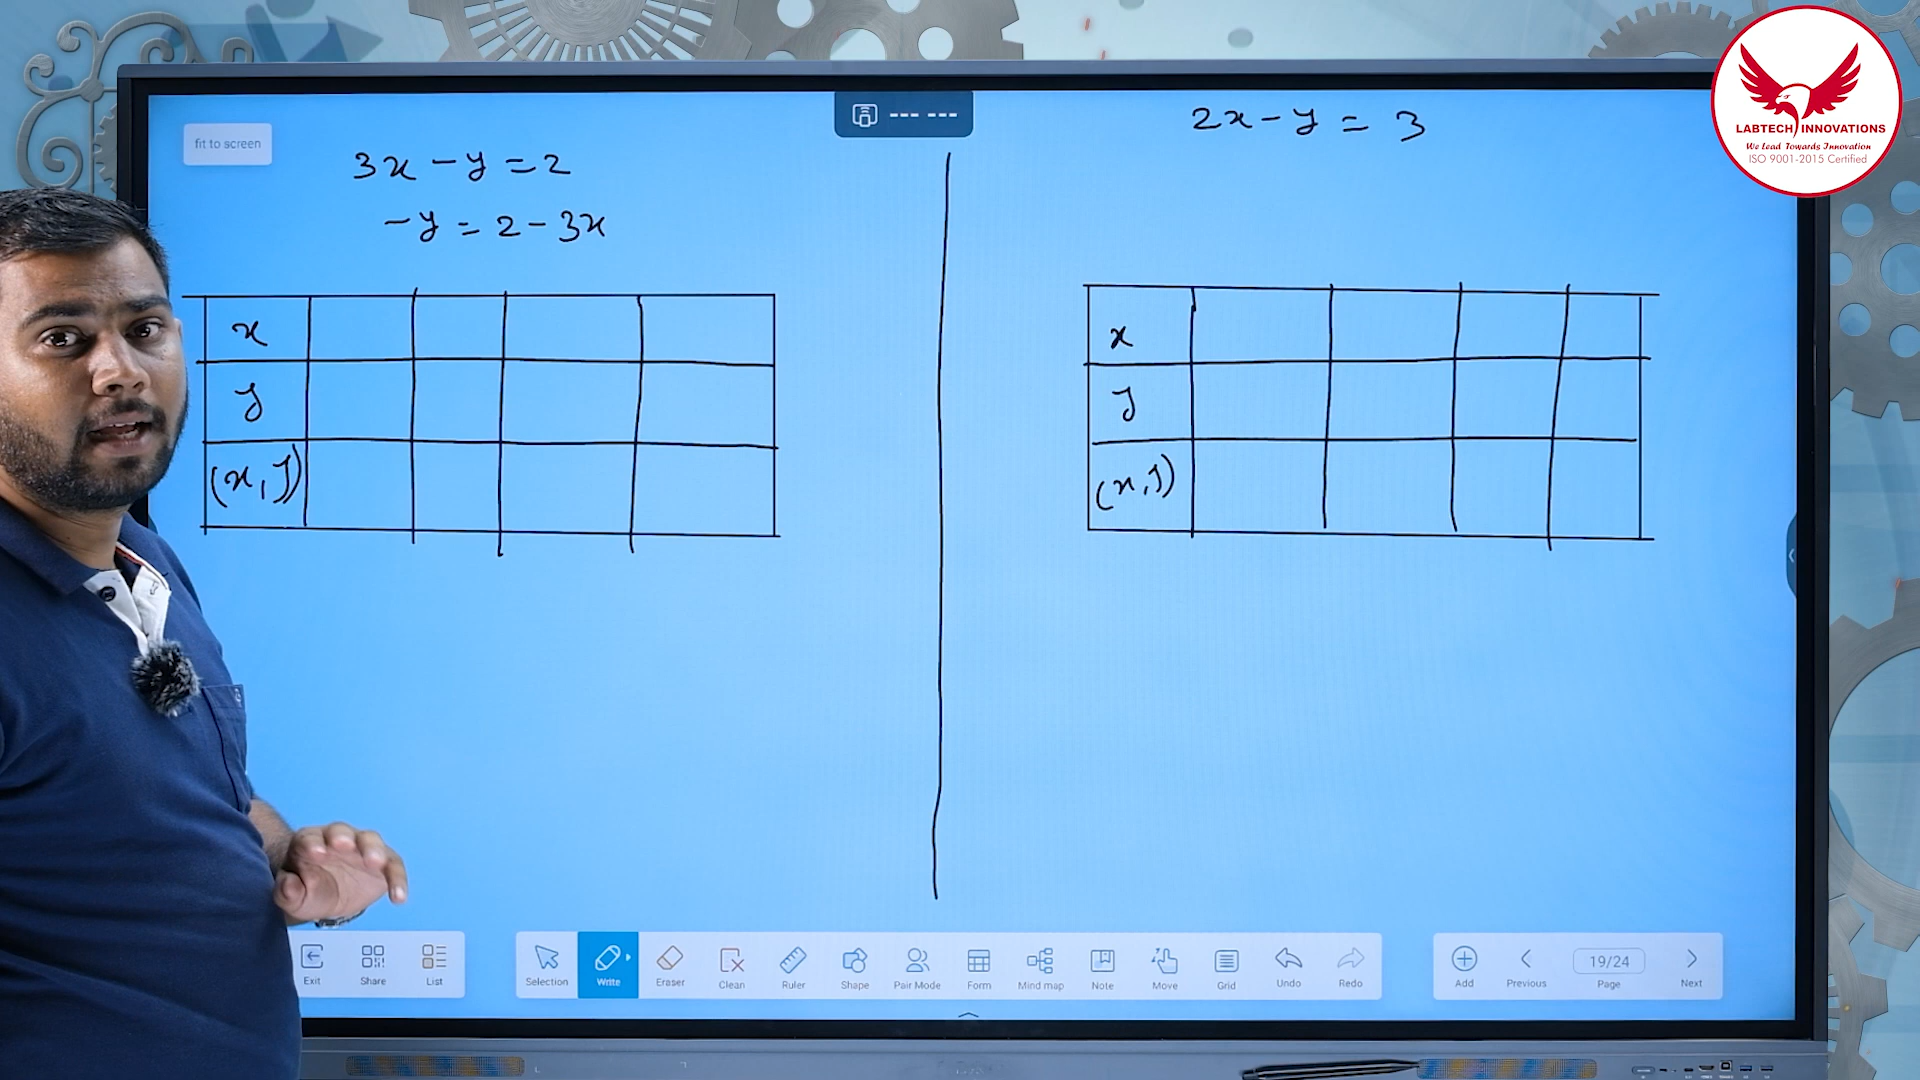 fit to screen
3x - y = 2
-y = 2 - 3x
x
y
(x, y)
2x - y = 3
x
y
(x, y)
LABTECH INNOVATIONS
We Lead Towards Innovation
ISO 9001-2015 Certified
Exit Share List
Selection Write Eraser Clean Ruler Shape Pair Mode Form Mind map Note Move Grid Undo Redo
Add Previous 19/24 Page Next